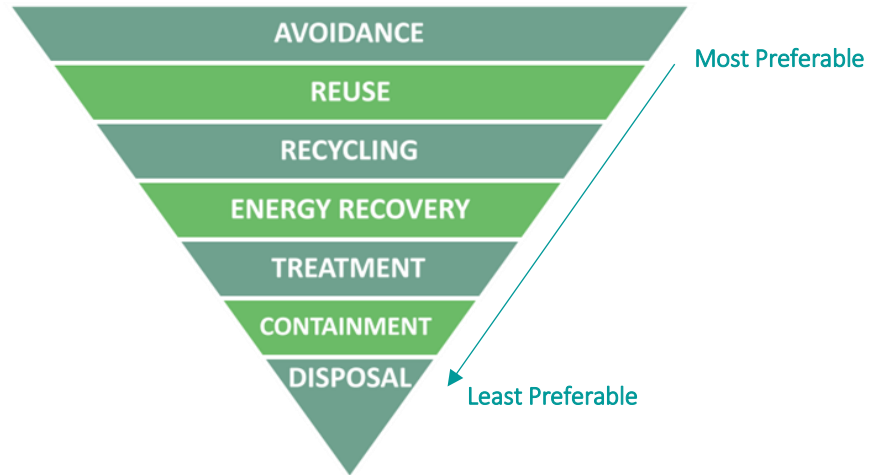 AVOIDANCE
Most Preferable
REUSE
RECYCLING
ENERGY RECOVERY
TREATMENT
CONTAINMENT
DISPOSAL
Least Preferable